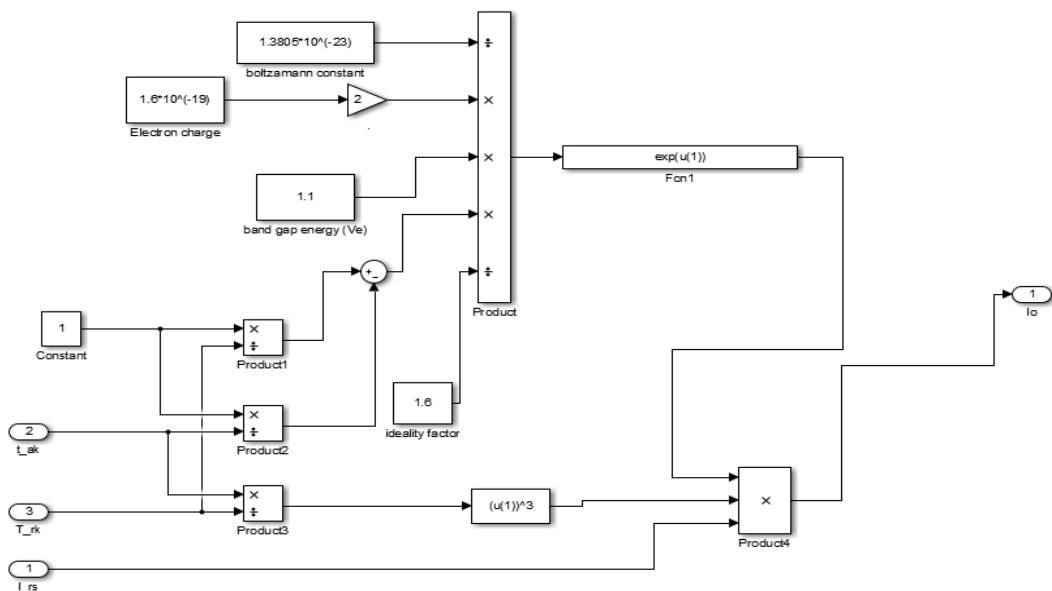 1.3805*10^(-23)
boltzamann constant
÷
1.6*10^(-19)
Electron charge
2
.
×
1.1
band gap energy (Ve)
×
exp(u(1))
Fcn1
×
+
-
÷
Product
1
Io
1
Constant
×
÷
Product1
1.6
ideality factor
2
t_ak
×
÷
Product2
3
T_rk
×
÷
Product3
(u(1))^3
×
Product4
1
I_rs